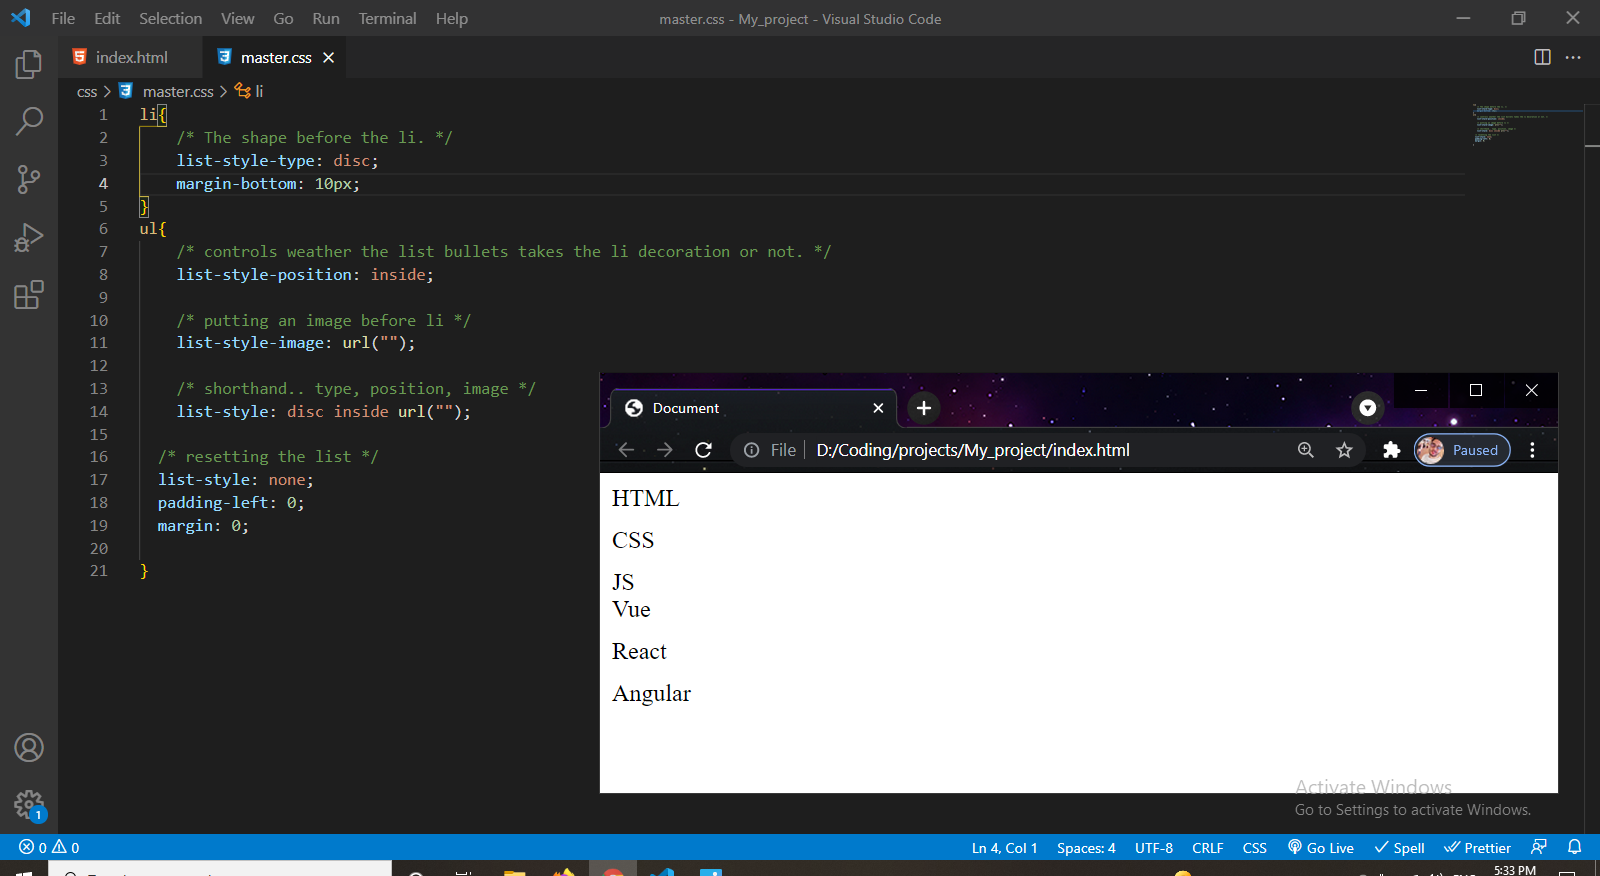 File Edit Selection View Go Run Terminal Help
master.css - My_project - Visual Studio Code
index.html
master.css
css > master.css > li
1 li{
2 /* The shape before the li. */
3 list-style-type: disc;
4 margin-bottom: 10px;
5 }
6 ul{
7 /* controls weather the list bullets takes the li decoration or not. */
8 list-style-position: inside;
9
10 /* putting an image before li */
11 list-style-image: url("");
12
13 /* shorthand.. type, position, image */
14 list-style: disc inside url("");
15
16 /* resetting the list */
17 list-style: none;
18 padding-left: 0;
19 margin: 0;
20
21 }
Document
File D:/Coding/projects/My_project/index.html
Paused
HTML
CSS
JS
Vue
React
Angular
Activate Windows
Go to Settings to activate Windows.
1
0 0
Ln 4, Col 1 Spaces: 4 UTF-8 CRLF CSS Go Live Spell Prettier
5:33 PM